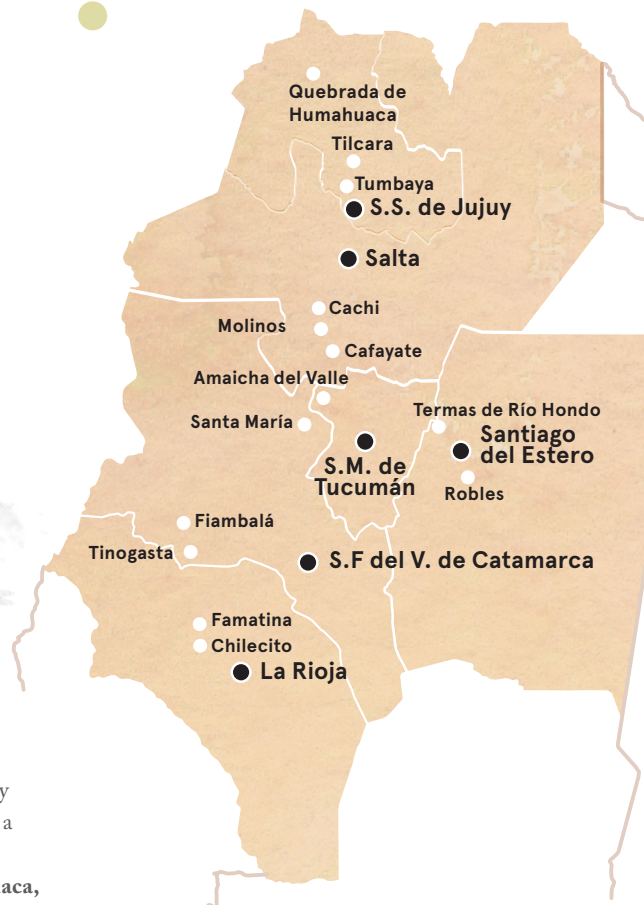 Quebrada de
Humahuaca
Tilcara
Tumbaya
S.S. de Jujuy
Salta
Cachi
Molinos
Cafayate
Amaicha del Valle
Santa María
Termas de Río Hondo
Santiago
del Estero
S.M. de
Tucumán
Robles
Fiambalá
Tinogasta
S.F del V. de Catamarca
Famatina
Chilecito
La Rioja
y
a